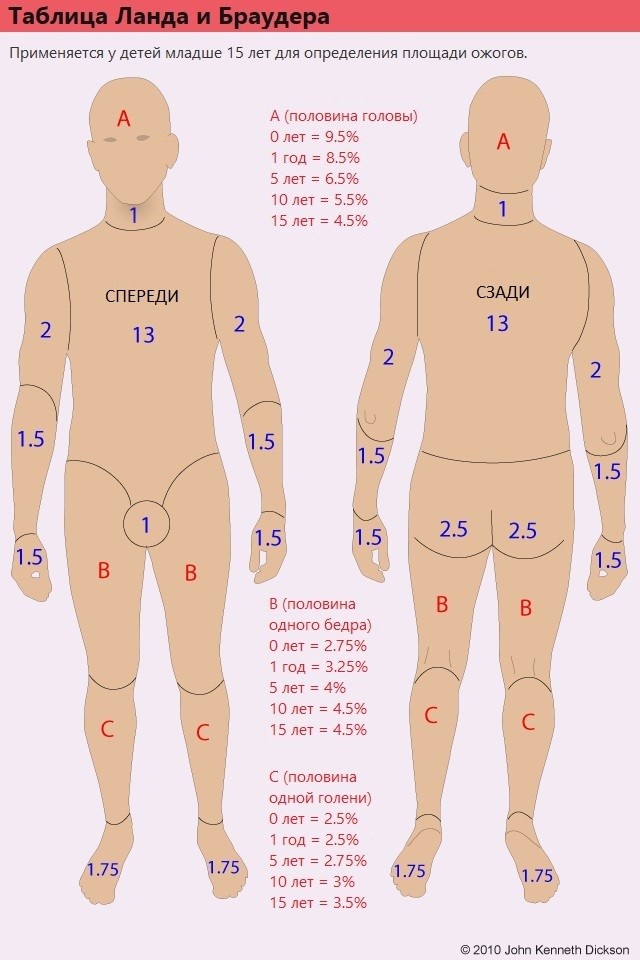 Таблица Ланда и Браудера
Применяется у детей младше 15 лет для определения площади ожогов.
A
A (половина головы)
0 лет = 9.5%
1 год = 8.5%
5 лет = 6.5%
10 лет = 5.5%
15 лет = 4.5%
A
1
1
СПЕРЕДИ
СЗАДИ
2
13
2
13
2
2
1.5
1.5
1.5
1.5
1.5
1
1.5
2.5
2.5
1.5
1.5
B
B
B (половина
одного бедра)
0 лет = 2.75%
1 год = 3.25%
5 лет = 4%
10 лет = 4.5%
15 лет = 4.5%
B
B
C
C
C
C
C (половина
одной голени)
0 лет = 2.5%
1 год = 2.5%
5 лет = 2.75%
10 лет = 3%
15 лет = 3.5%
1.75
1.75
1.75
1.75
© 2010 John Kenneth Dickson